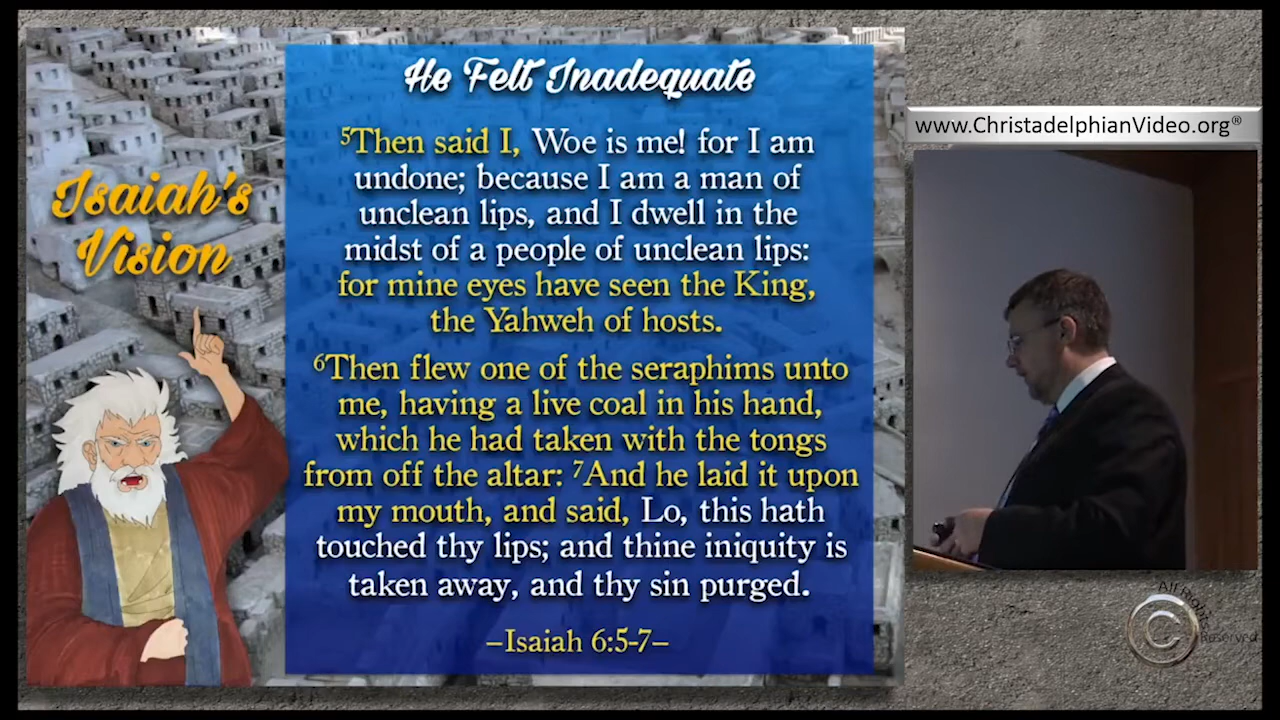 He Felt Inadequate
Isaiah's
Vision
5Then said I, Woe is me! for I am
undone; because I am a man of
unclean lips, and I dwell in the
midst of a people of unclean lips:
for mine eyes have seen the King,
the Yahweh of hosts.
6Then flew one of the seraphims unto
me, having a live coal in his hand,
which he had taken with the tongs
from off the altar: 7And he laid it upon
my mouth, and said, Lo, this hath
touched thy lips; and thine iniquity is
taken away, and thy sin purged.
–Isaiah 6:5-7–
www.ChristadelphianVideo.org®
All Rights
©
Reserved